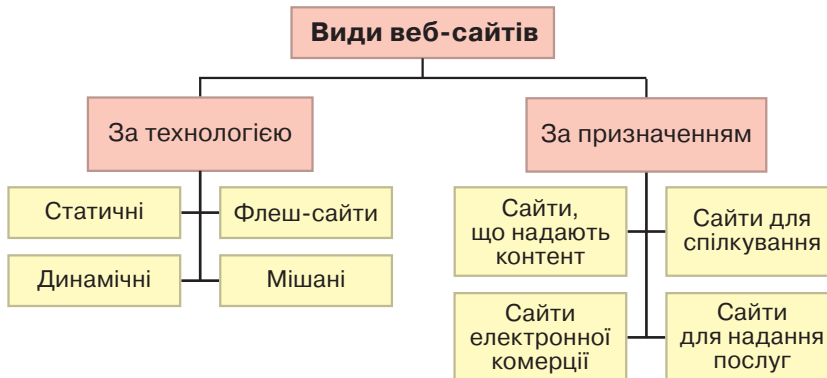 Види веб-сайтів
За технологією
За призначенням
Статичні
Флеш-сайти
Динамічні
Мішані
Сайти,
що надають
контент
Сайти для
спілкування
Сайти
електронної
комерції
Сайти
для надання
послуг